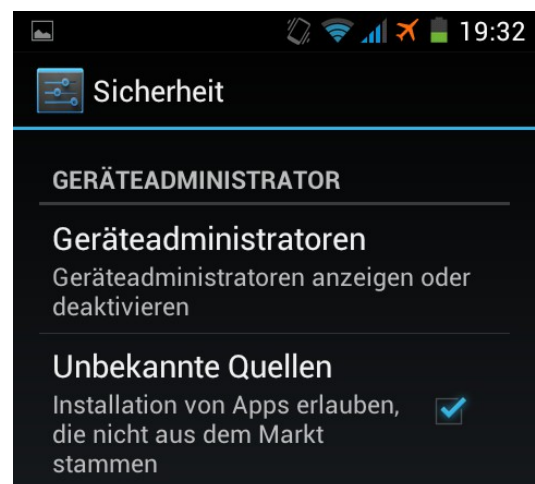 19:32
Sicherheit
GERÄTEADMINISTRATOR
Geräteadministratoren
Geräteadministratoren anzeigen oder
deaktivieren
Unbekannte Quellen
Installation von Apps erlauben,
die nicht aus dem Markt
stammen